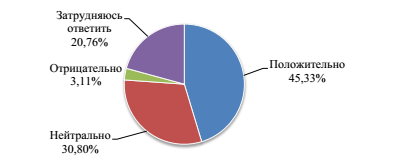 Затрудняюсь
ответить
20,76%
Отрицательно
3,11%
Нейтрально
30,80%
Положительно
45,33%